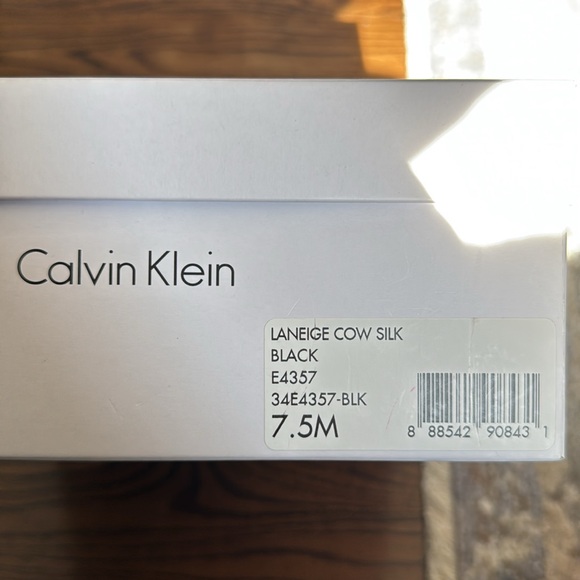 Calvin Klein
LANEIGE COW SILK
BLACK
E4357
34E4357-BLK
7.5M
8 88542 90843 1